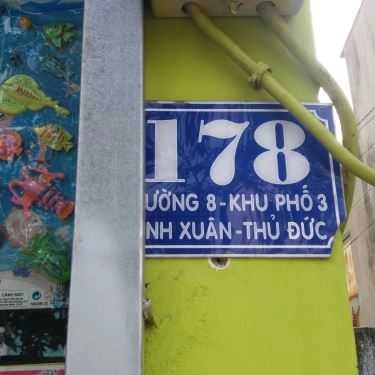 178
ƯỜNG 8 - KHU PHỐ 3
NH XUÂN - THỦ ĐỨC